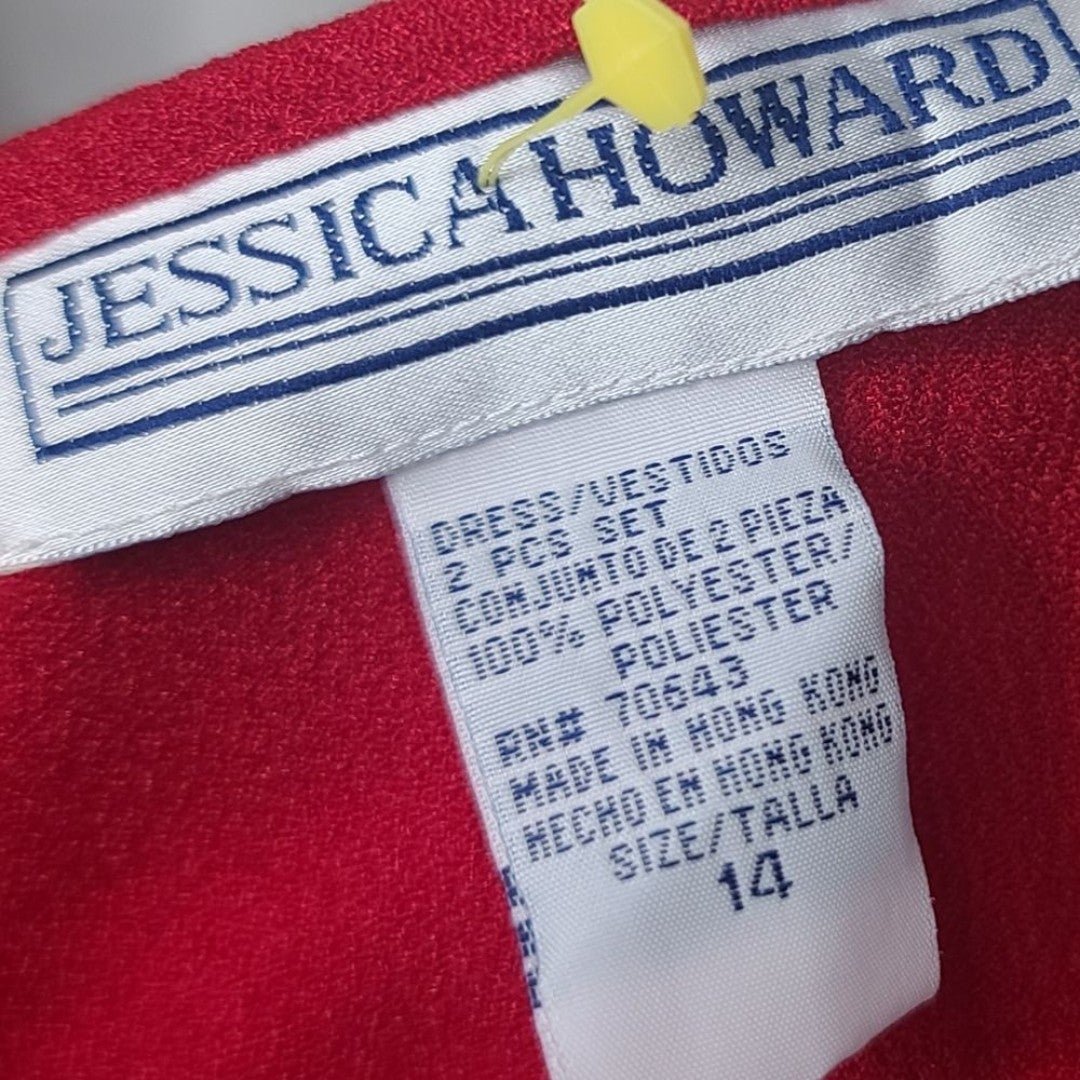 JESSICA HOWARD
DRESS/VESTIDOS
2 PCS SET
CONJUNTO DE 2 PIEZA
100% POLYESTER/
POLIESTER
RN# 70643
MADE IN HONG KONG
HECHO EN HONG KONG
SIZE/TALLA
14